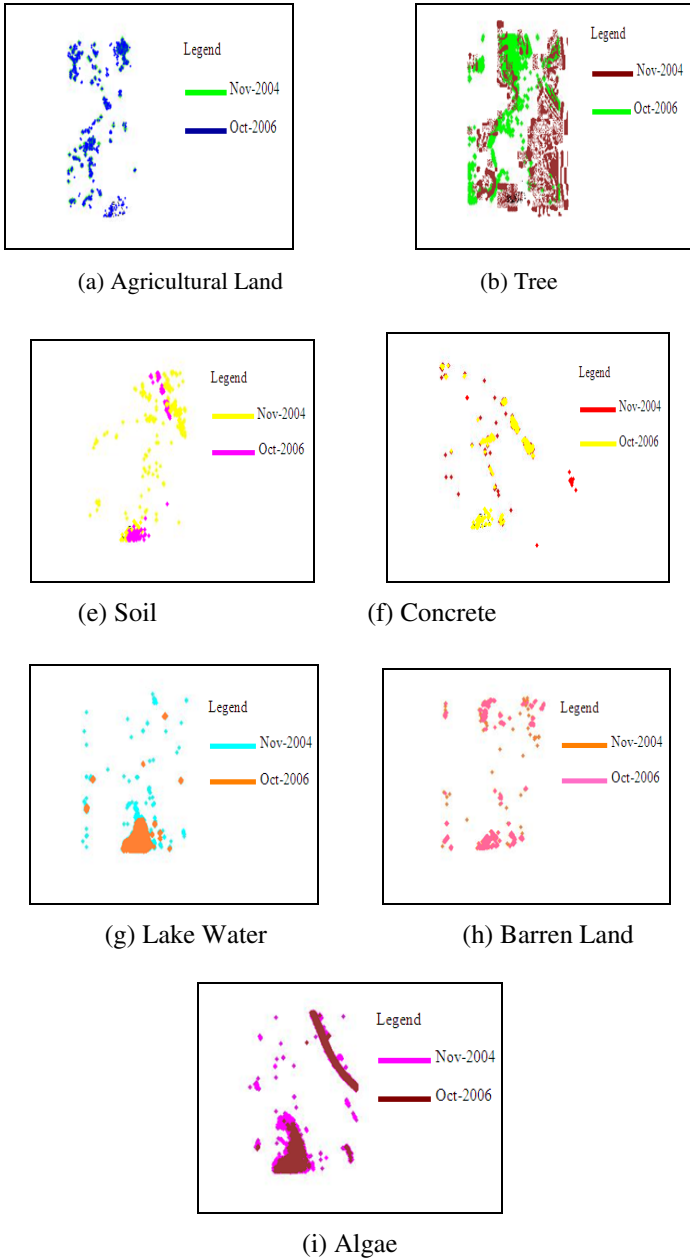 Legend
Nov-2004
Oct-2006
(a) Agricultural Land
Legend
Nov-2004
Oct-2006
(b) Tree
Legend
Nov-2004
Oct-2006
(e) Soil
Legend
Nov-2004
Oct-2006
(f) Concrete
Legend
Nov-2004
Oct-2006
(g) Lake Water
Legend
Nov-2004
Oct-2006
(h) Barren Land
Legend
Nov-2004
Oct-2006
(i) Algae